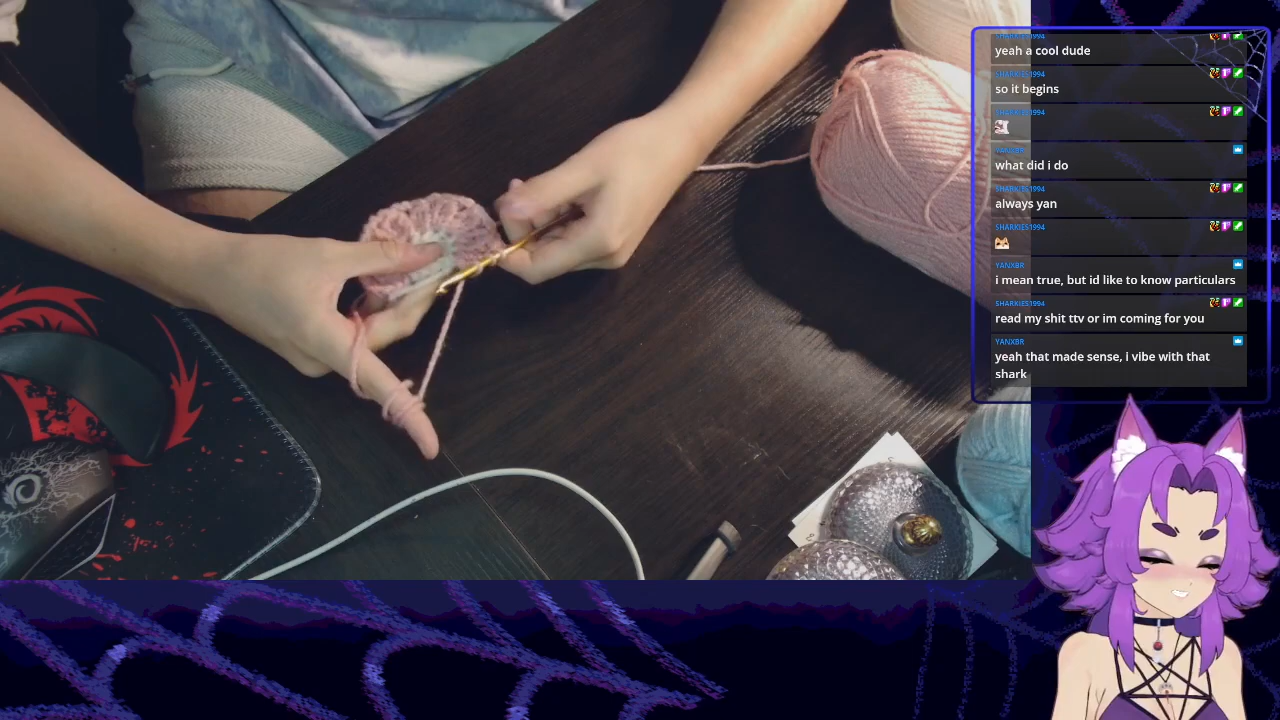 SHARKIES1994
yeah a cool dude
SHARKIES1994
so it begins
SHARKIES1994
YANXBR
what did i do
SHARKIES1994
always yan
SHARKIES1994
YANXBR
i mean true, but id like to know particulars
SHARKIES1994
read my shit ttv or im coming for you
YANXBR
yeah that made sense, i vibe with that
shark